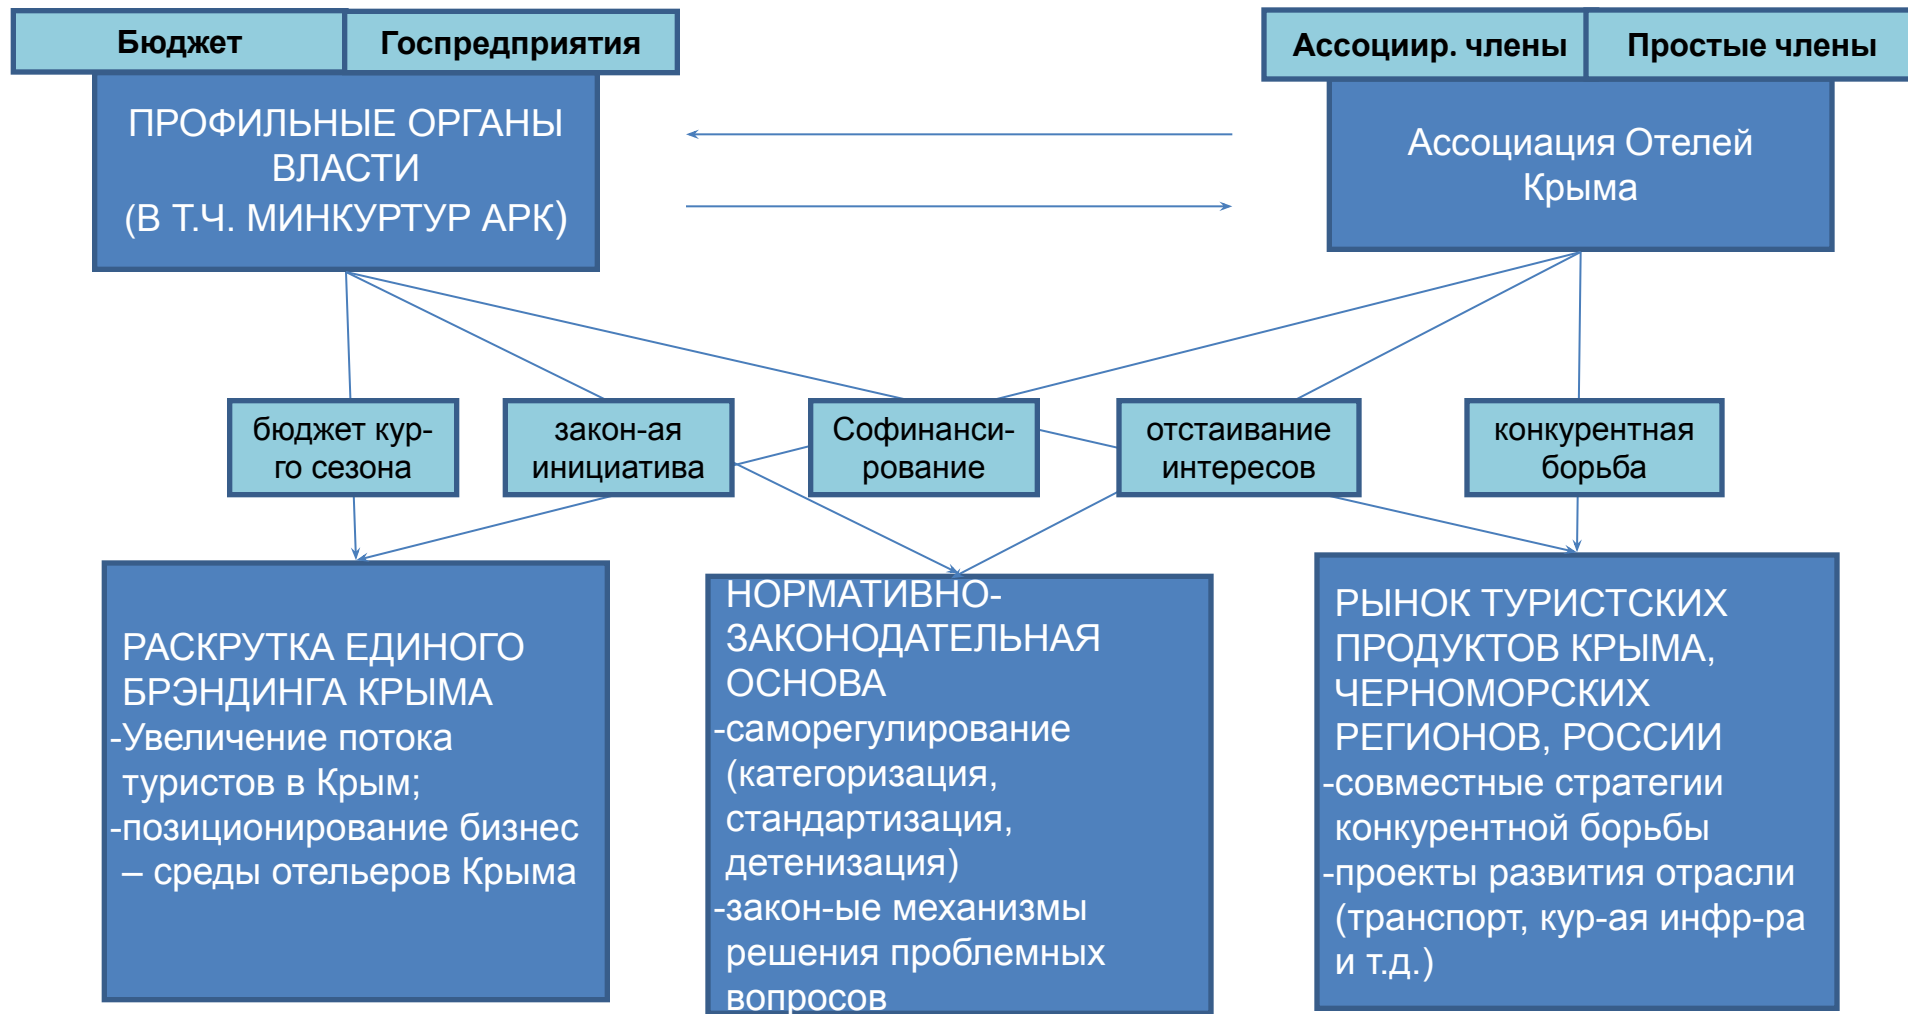 Бюджет
Госпредприятия
Ассоциир. члены
Простые члены
ПРОФИЛЬНЫЕ ОРГАНЫ
ВЛАСТИ
(В Т.Ч. МИНКУРТУР АРК)
Ассоциация Отелей
Крыма
бюджет кур-
го сезона
закон-ая
инициатива
Софинанси-
рование
отстаивание
интересов
конкурентная
борьба
РАСКРУТКА ЕДИНОГО
БРЭНДИНГА КРЫМА
-Увеличение потока
туристов в Крым;
-позиционирование бизнес
– среды отельеров Крыма
НОРМАТИВНО-
ЗАКОНОДАТЕЛЬНАЯ
ОСНОВА
-саморегулирование
(категоризация,
стандартизация,
детенизация)
-закон-ые механизмы
решения проблемных
вопросов
РЫНОК ТУРИСТСКИХ
ПРОДУКТОВ КРЫМА,
ЧЕРНОМОРСКИХ
РЕГИОНОВ, РОССИИ
-совместные стратегии
конкурентной борьбы
-проекты развития отрасли
(транспорт, кур-ая инфр-ра
и т.д.)